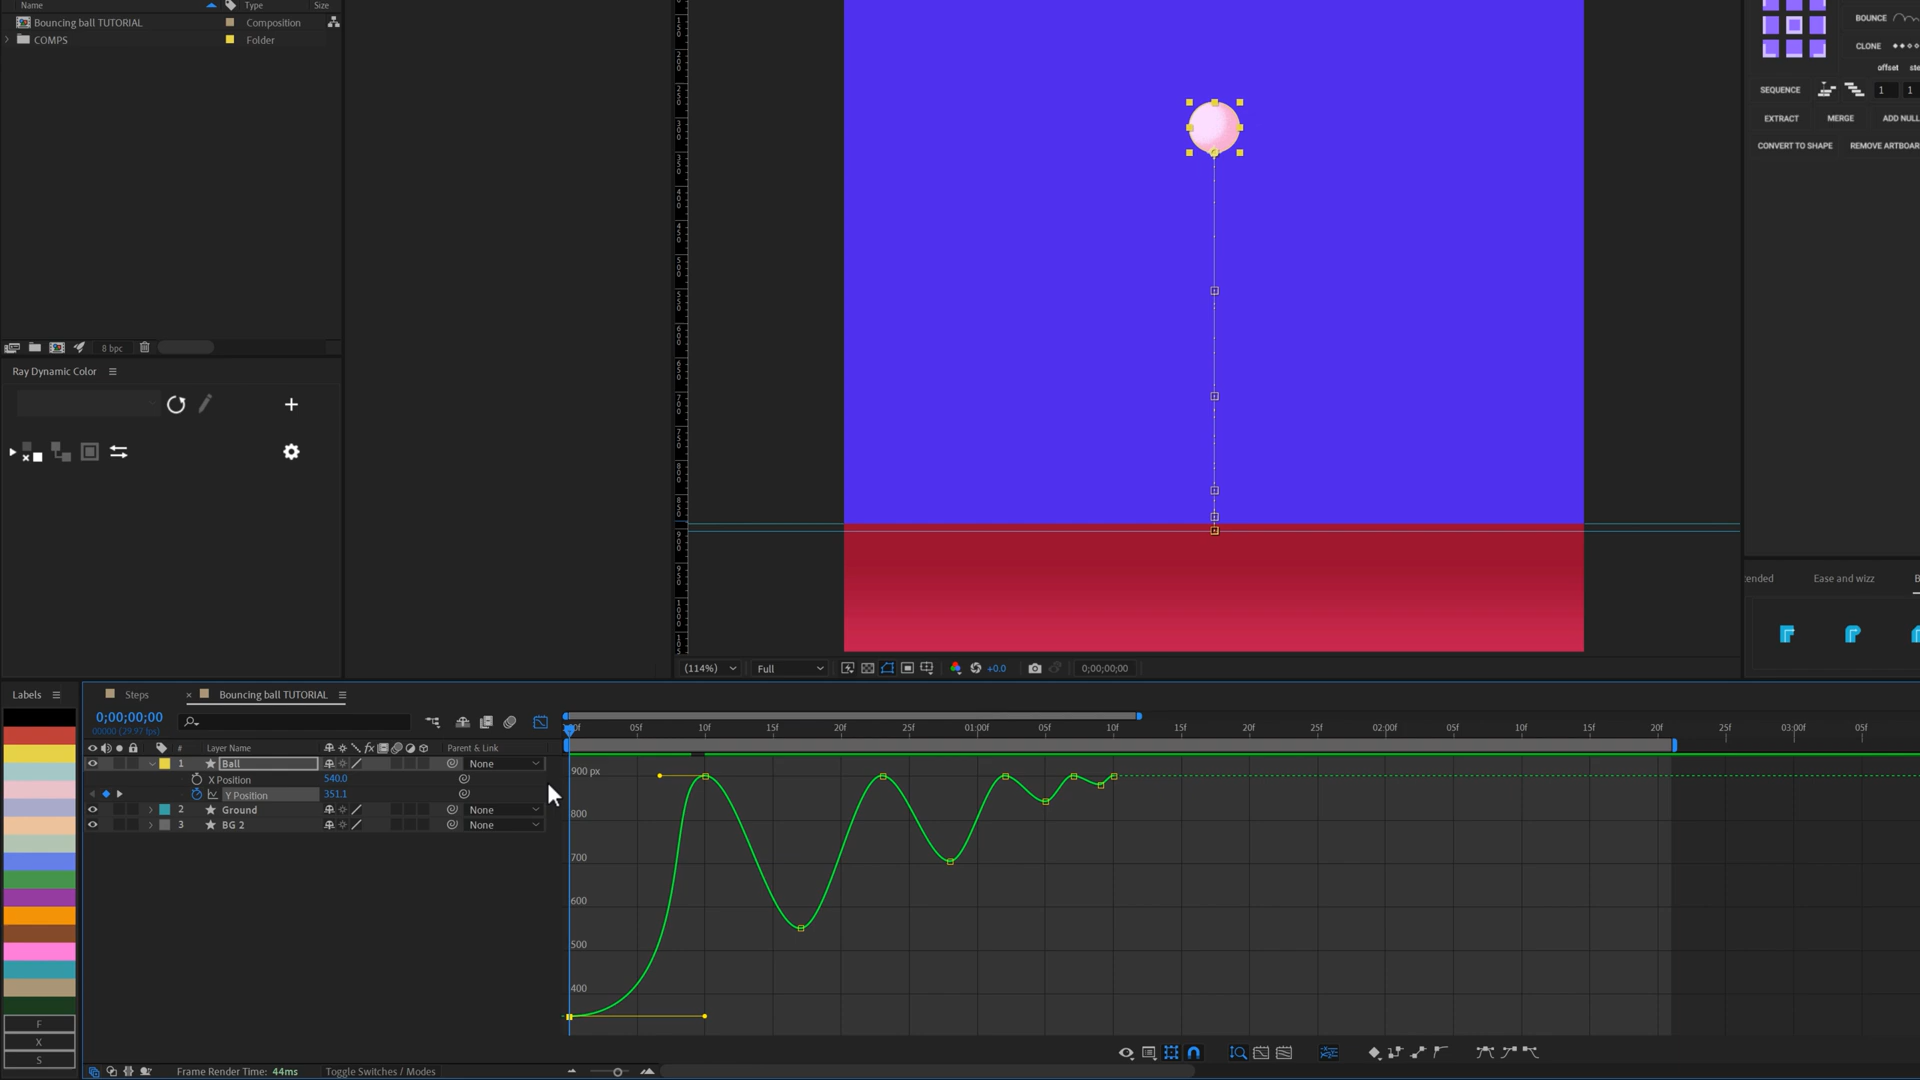 Name Type Size
Bouncing ball TUTORIAL Composition
COMPS Folder
BOUNCE
CLONE
offset
SEQUENCE 1 1
EXTRACT MERGE ADD NULL
CONVERT TO SHAPE REMOVE ARTBOAR
8 bpc
Ray Dynamic Color
ended Ease and wizz
(114%) Full +0.0 0;00;00;00
Labels Steps × Bouncing ball TUTORIAL
0;00;00;00
00000 (29.97 fps)
05f 10f 15f 20f 25f 01:00f 05f 10f 15f 20f 25f 02:00f 05f 10f 15f 20f 25f 03:00f 05f
# Layer Name fx Parent & Link
1 Ball None
X Position 540.0
Y Position 351.1
2 Ground None
3 BG 2 None
900 px
800
700
600
500
400
F
X
S
Frame Render Time: 44ms Toggle Switches / Modes